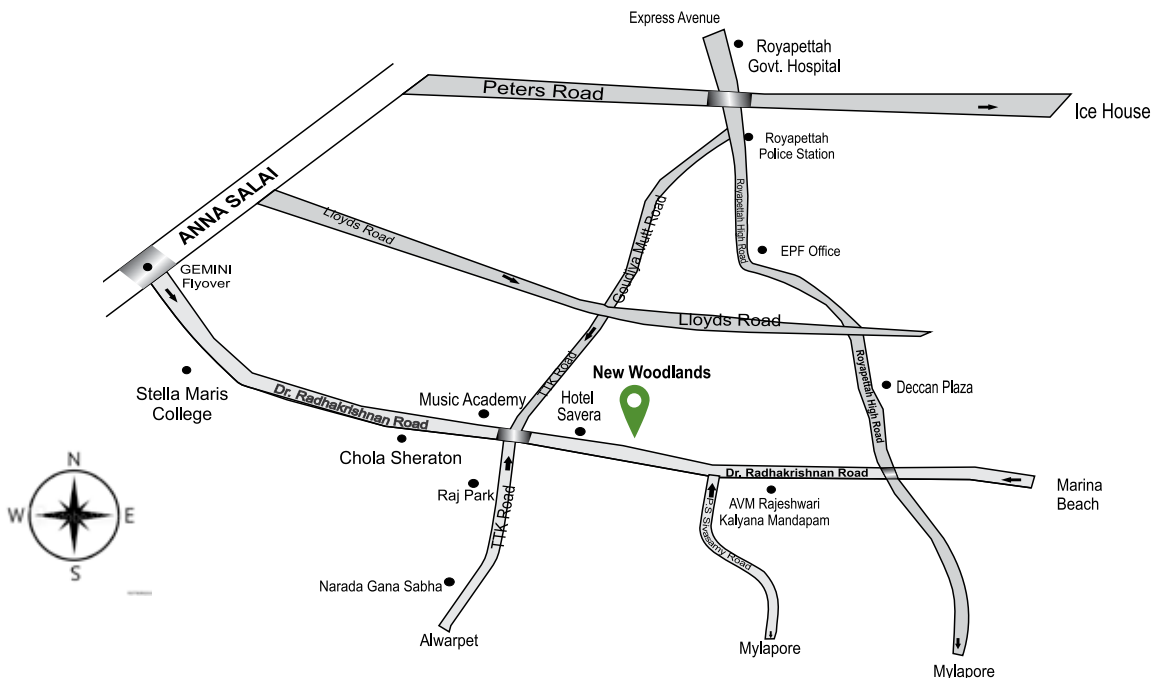 Express Avenue
Royapettah
Govt. Hospital
Peters Road
Ice House
Royapettah
Police Station
ANNA SALAI
Royapettah High Road
Lloyds Road
Goudiya Mutt Road
EPF Office
GEMINI
Flyover
Lloyds Road
TTK Road
New Woodlands
Royapettah High Road
Stella Maris
College
Dr. Radhakrishnan Road
Music Academy
Hotel
Savera
Deccan Plaza
Chola Sheraton
Dr. Radhakrishnan Road
Marina
Beach
Raj Park
TTK Road
AVM Rajeshwari
Kalyana Mandapam
P.S Sivasamy Road
N
W
E
S
Narada Gana Sabha
Alwarpet
Mylapore
Mylapore